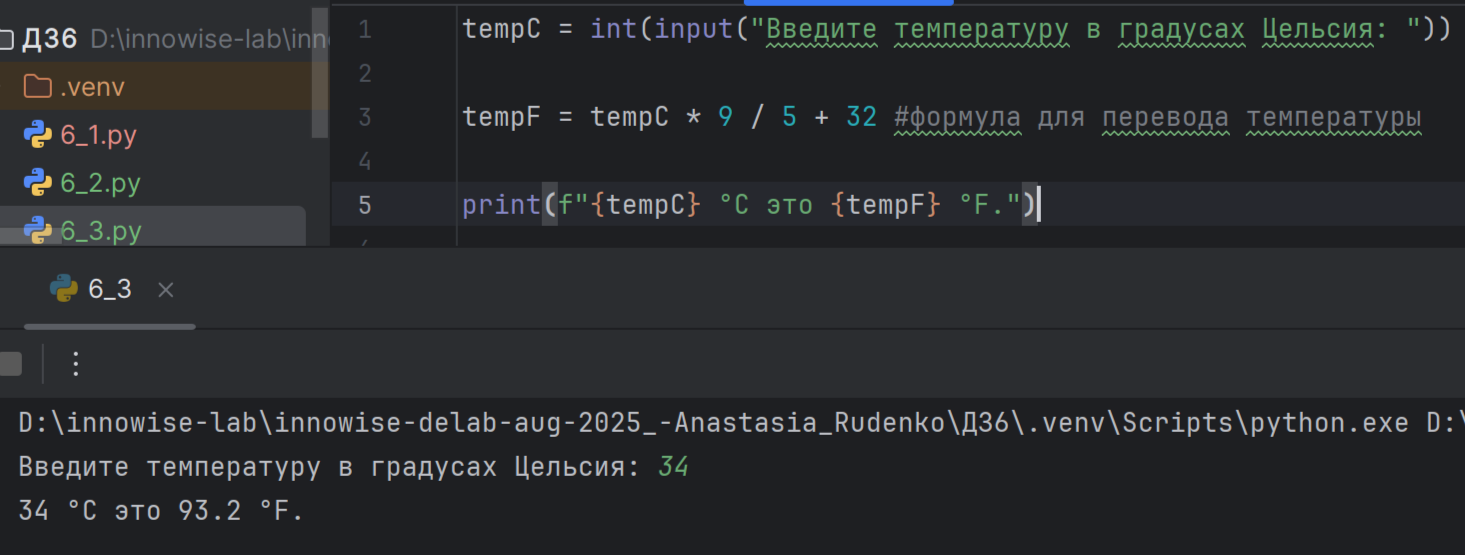 ДЗ6 D:\innowise-lab\inn
.venv
6_1.py
6_2.py
6_3.py
1 tempC = int(input("Введите температуру в градусах Цельсия: "))
2
3 tempF = tempC * 9 / 5 + 32 #формула для перевода температуры
4
5 print(f"{tempC} °C это {tempF} °F.")
6_3
D:\innowise-lab\innowise-delab-aug-2025_-Anastasia_Rudenko\ДЗ6\.venv\Scripts\python.exe D:\
Введите температуру в градусах Цельсия: 34
34 °C это 93.2 °F.